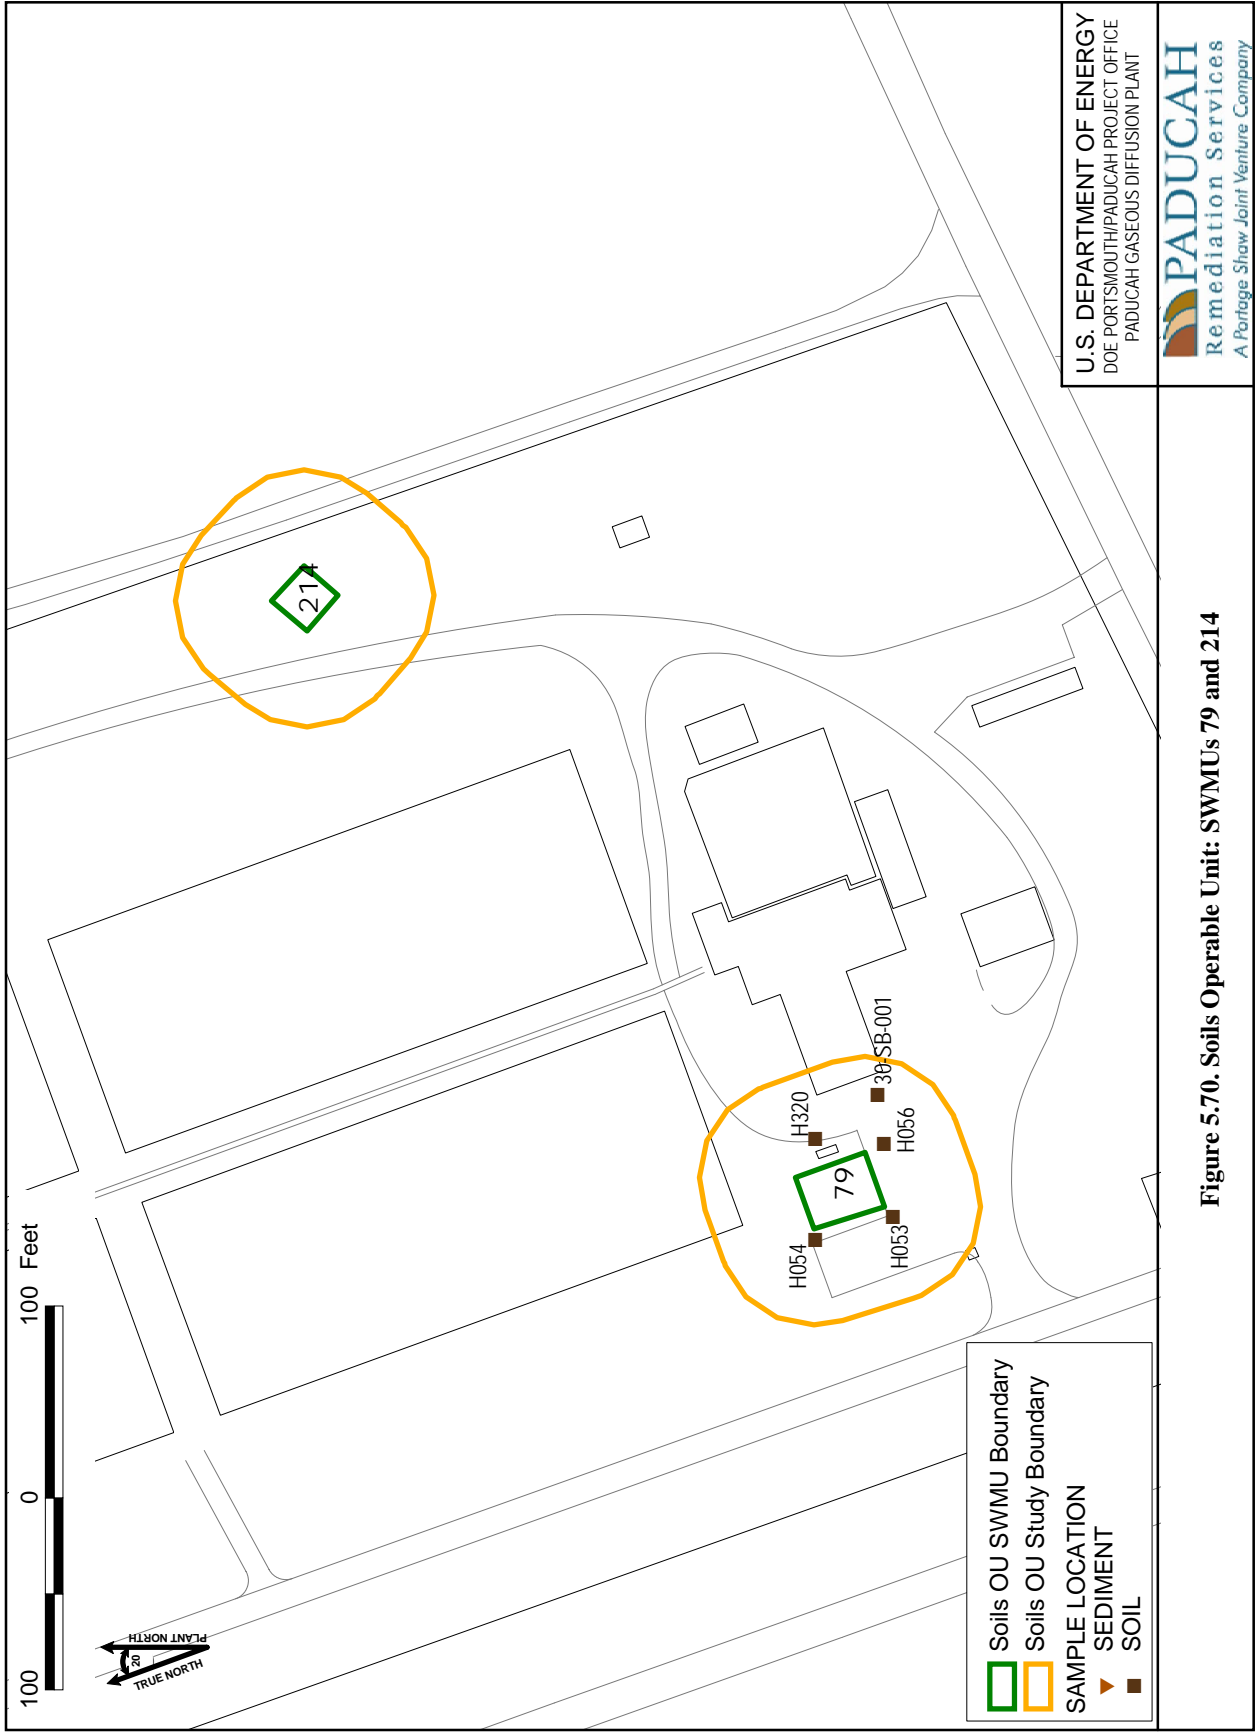 100 0 100 Feet
PLANT NORTH
20
TRUE NORTH
214
H054
H320
79
30-SB-001
H053
H056
Soils OU SWMU Boundary
Soils OU Study Boundary
SAMPLE LOCATION
SEDIMENT
SOIL
U.S. DEPARTMENT OF ENERGY
DOE PORTSMOUTH/PADUCAH PROJECT OFFICE
PADUCAH GASEOUS DIFFUSION PLANT
PADUCAH
Remediation Services
A Portage Shaw Joint Venture Company
Figure 5.70. Soils Operable Unit: SWMUs 79 and 214